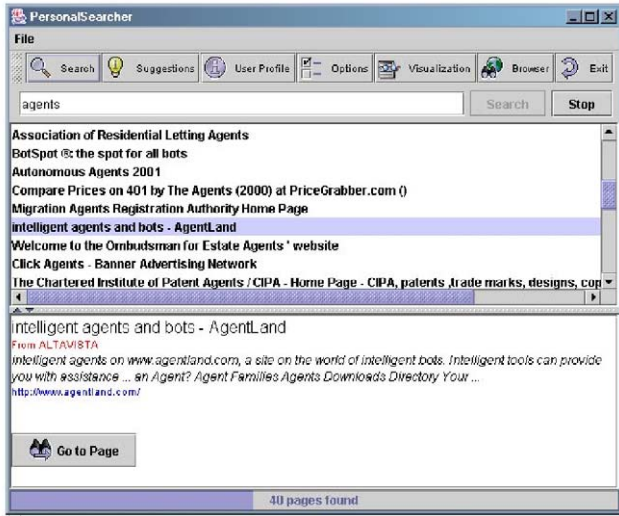 PersonalSearcher
File
Search Suggestions User Profile Options Visualization Browser Exit
agents Search Stop
Association of Residential Letting Agents
BotSpot ®: the spot for all bots
Autonomous Agents 2001
Compare Prices on 401 by The Agents (2000) at PriceGrabber.com ()
Migration Agents Registration Authority Home Page
intelligent agents and bots - AgentLand
Welcome to the Ombudsman for Estate Agents ' website
Click Agents - Banner Advertising Network
The Chartered Institute of Patent Agents / CIPA - Home Page - CIPA, patents ,trade marks, designs, cop
intelligent agents and bots - AgentLand
From ALTAVISTA
intelligent agents on www.agentland.com, a site on the world of intelligent bots. Intelligent tools can provide
you with assistance ... an Agent? Agent Families Agents Downloads Directory Your ...
http://www.agentland.com/
Go to Page
40 pages found